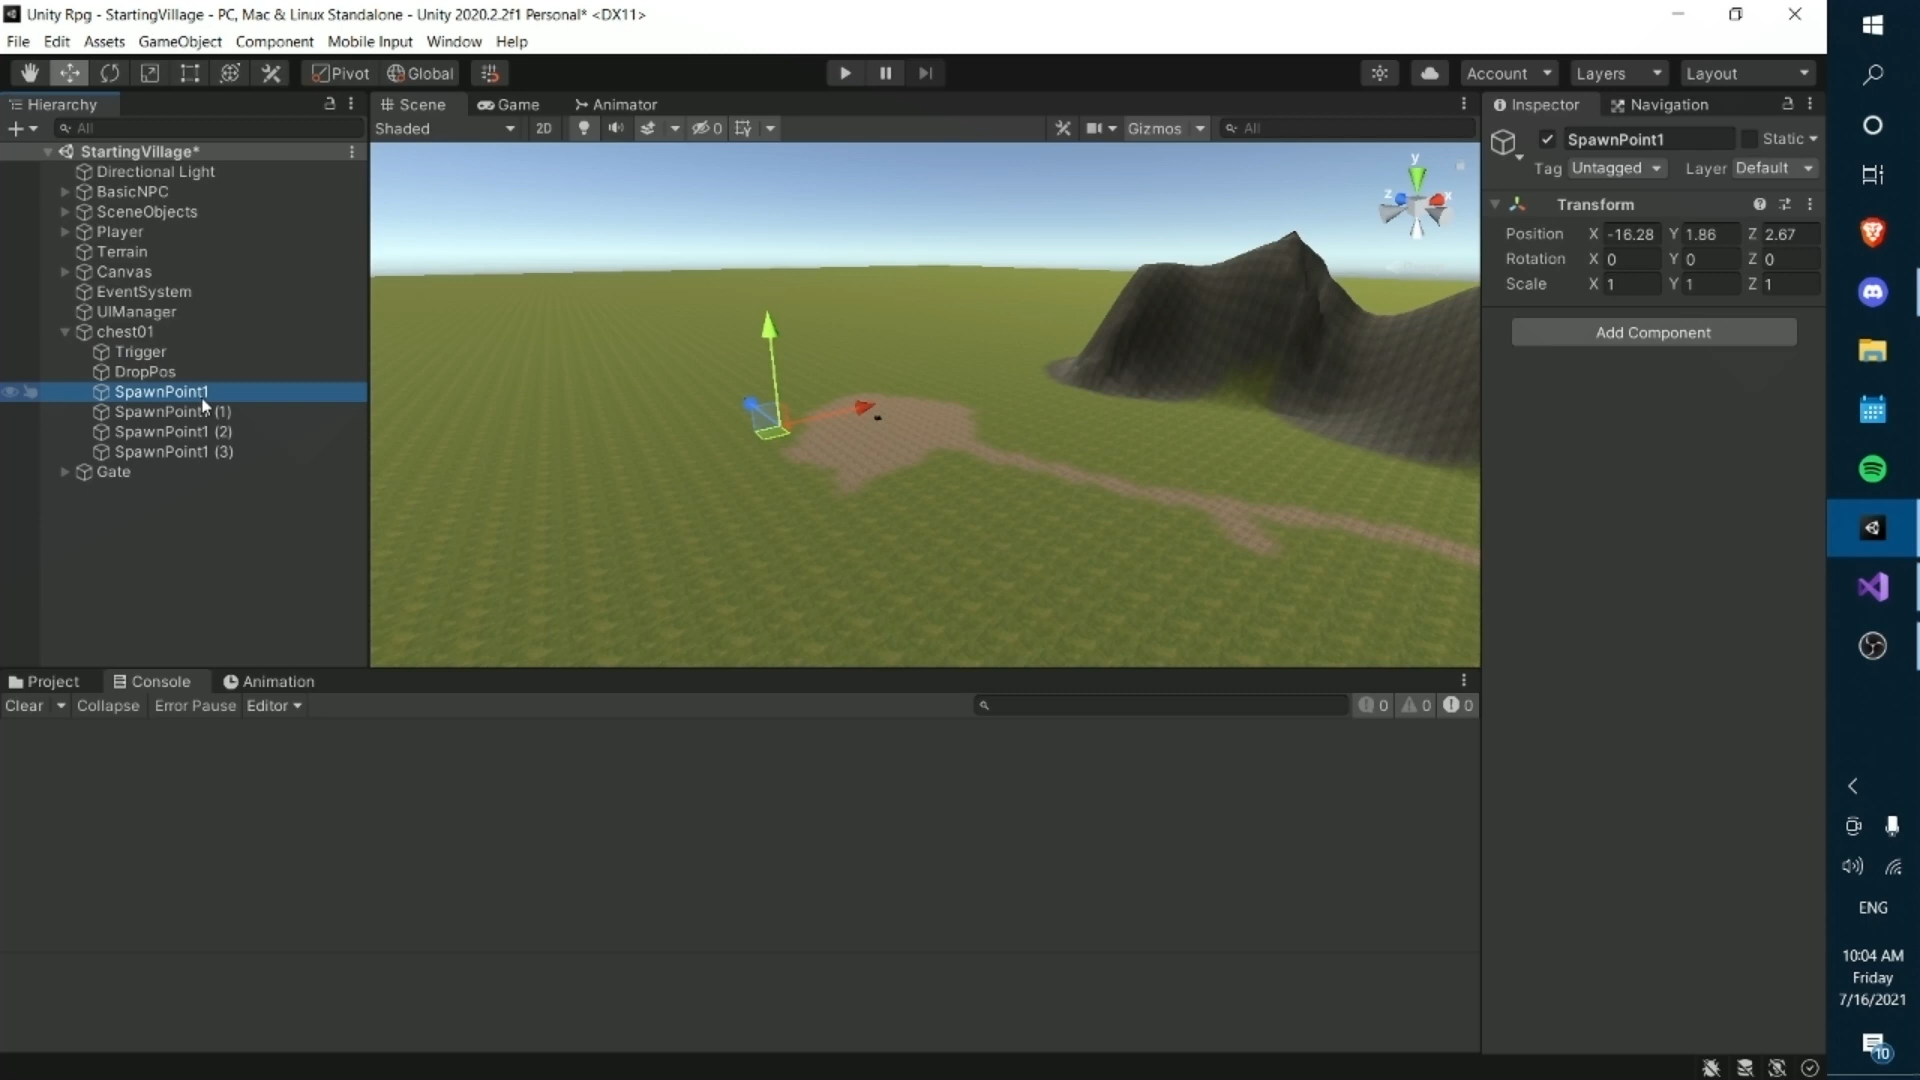 Unity Rpg - StartingVillage - PC, Mac & Linux Standalone - Unity 2020.2.2f1 Personal* <DX11>
File Edit Assets GameObject Component Mobile Input Window Help
Pivot Global Account Layers Layout
Hierarchy
All
StartingVillage*
Directional Light
BasicNPC
SceneObjects
Player
Terrain
Canvas
EventSystem
UIManager
chest01
Trigger
DropPos
SpawnPoint1
SpawnPoint1 (1)
SpawnPoint1 (2)
SpawnPoint1 (3)
Gate
Scene Game Animator
Shaded 2D 0 Gizmos All
y
z x
Inspector Navigation
SpawnPoint1 Static
Tag Untagged Layer Default
Transform
Position X -16.28 Y 1.86 Z 2.67
Rotation X 0 Y 0 Z 0
Scale X 1 Y 1 Z 1
Add Component
Project Console Animation
Clear Collapse Error Pause Editor 0 0 0
ENG
10:04 AM
Friday
7/16/2021
10